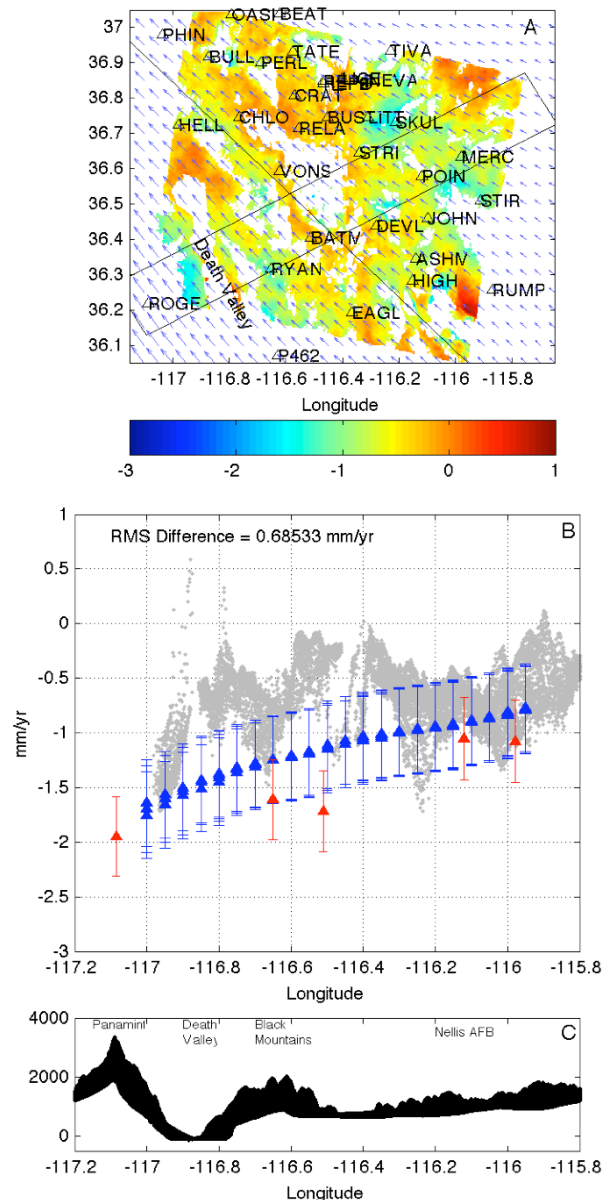 A
OASI BEAT
PHIN
BULL PERL TATE TIVA
NEVA
CRAT
CHLO BUSTLITT SKUL
HELL RELA
STRI MERC
VONS POIN
STIR
DEVL JOHN
BATM
ASHM
RYAN HIGH RUMP
Death Valley
ROGE EAGL
P462
37
36.9
36.8
36.7
36.6
36.5
36.4
36.3
36.2
36.1
-117 -116.8 -116.6 -116.4 -116.2 -116 -115.8
Longitude
-3 -2 -1 0 1
B
RMS Difference = 0.68533 mm/yr
1
0.5
0
-0.5
-1
-1.5
-2
-2.5
-3
mm/yr
-117.2 -117 -116.8 -116.6 -116.4 -116.2 -116 -115.8
Longitude
C
Panamint Death Valley Black Mountains Nellis AFB
4000
2000
0
-117.2 -117 -116.8 -116.6 -116.4 -116.2 -116 -115.8
Longitude